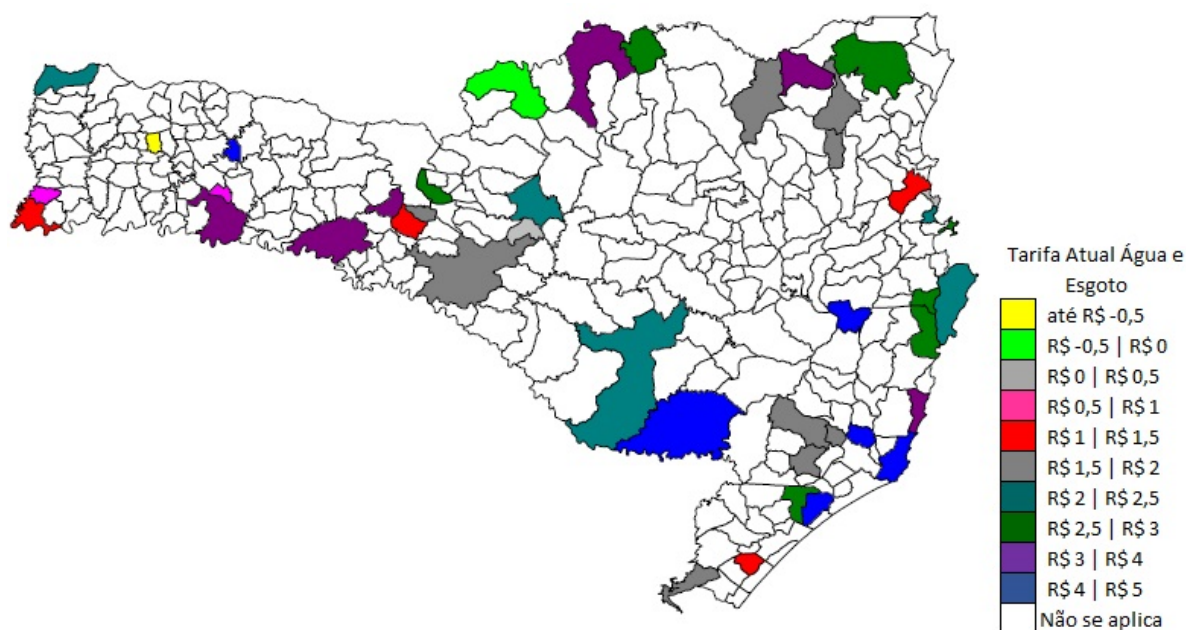 Tarifa Atual Água e
Esgoto
até R$ -0,5
R$ -0,5 | R$ 0
R$ 0 | R$ 0,5
R$ 0,5 | R$ 1
R$ 1 | R$ 1,5
R$ 1,5 | R$ 2
R$ 2 | R$ 2,5
R$ 2,5 | R$ 3
R$ 3 | R$ 4
R$ 4 | R$ 5
Não se aplica